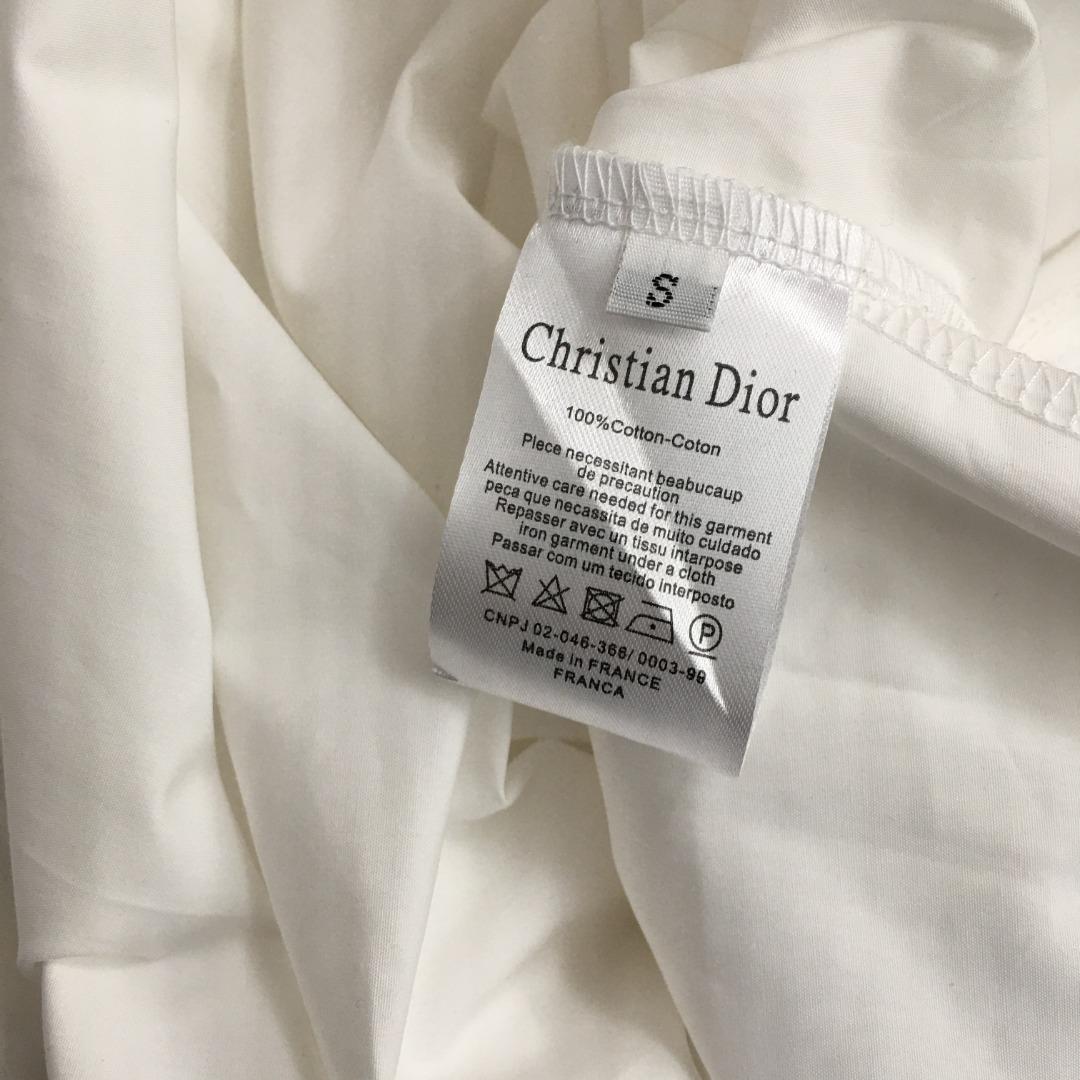 S
Christian Dior
100%Cotton-Coton
Plece necessitant beabucaup
de precaution
Attentive care needed for this garment
peca que necassita de muito culdado
Repasser avec un tissu intarpose
iron garment under a cloth
Passar com um tecido interposto
P
CNPJ 02-046-366/ 0003-98
Made in FRANCE
FRANCA